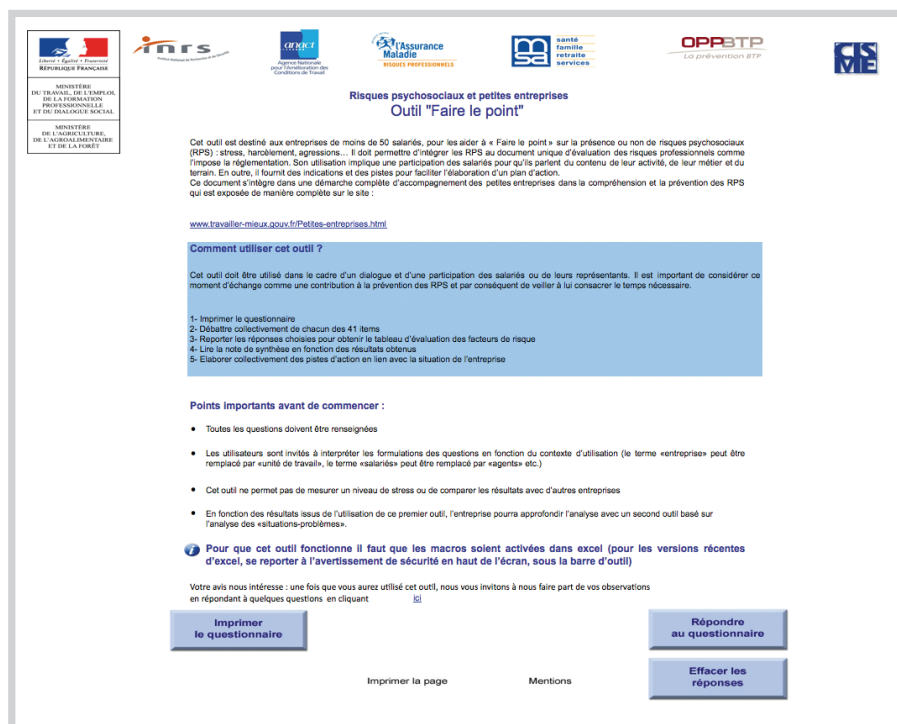 Liberté • Égalité • Fraternité
RÉPUBLIQUE FRANÇAISE
MINISTÈRE
DU TRAVAIL, DE L'EMPLOI,
DE LA FORMATION
PROFESSIONNELLE
ET DU DIALOGUE SOCIAL
MINISTÈRE
DE L'AGRICULTURE,
DE L'AGROALIMENTAIRE
ET DE LA FORÊT
inrs
anact
Agence Nationale
pour l'Amélioration des
Conditions de Travail
l'Assurance
Maladie
RISQUES PROFESSIONNELS
msa
santé
famille
retraite
services
OPPBTP
La prévention BTP
CISME
Risques psychosociaux et petites entreprises
Outil "Faire le point"
Cet outil est destiné aux entreprises de moins de 50 salariés, pour les aider à « Faire le point » sur la présence ou non de risques psychosociaux
(RPS) : stress, harcèlement, agressions… Il doit permettre d'intégrer les RPS au document unique d'évaluation des risques professionnels comme
l'impose la réglementation. Son utilisation implique une participation des salariés pour qu'ils parlent du contenu de leur activité, de leur métier et du
terrain. En outre, il fournit des indications et des pistes pour faciliter l'élaboration d'un plan d'action.
Ce document s'intègre dans une démarche complète d'accompagnement des petites entreprises dans la compréhension et la prévention des RPS
qui est exposée de manière complète sur le site :
www.travailler-mieux.gouv.fr/Petites-entreprises.html
Comment utiliser cet outil ?
Cet outil doit être utilisé dans le cadre d'un dialogue et d'une participation des salariés ou de leurs représentants. Il est important de considérer ce
moment d'échange comme une contribution à la prévention des RPS et par conséquent de veiller à lui consacrer le temps nécessaire.
1- Imprimer le questionnaire
2- Débattre collectivement de chacun des 41 items
3- Reporter les réponses choisies pour obtenir le tableau d'évaluation des facteurs de risque
4- Lire la note de synthèse en fonction des résultats obtenus
5- Elaborer collectivement des pistes d'action en lien avec la situation de l'entreprise
Points importants avant de commencer :
• Toutes les questions doivent être renseignées
• Les utilisateurs sont invités à interpréter les formulations des questions en fonction du contexte d'utilisation (le terme «entreprise» peut être
remplacé par «unité de travail», le terme «salariés» peut être remplacé par «agents» etc.)
• Cet outil ne permet pas de mesurer un niveau de stress ou de comparer les résultats avec d'autres entreprises
• En fonction des résultats issus de l'utilisation de ce premier outil, l'entreprise pourra approfondir l'analyse avec un second outil basé sur
l'analyse des «situations-problèmes».
Pour que cet outil fonctionne il faut que les macros soient activées dans excel (pour les versions récentes
d'excel, se reporter à l'avertissement de sécurité en haut de l'écran, sous la barre d'outil)
Votre avis nous intéresse : une fois que vous aurez utilisé cet outil, nous vous invitons à nous faire part de vos observations
en répondant à quelques questions en cliquant ici
Imprimer
le questionnaire
Répondre
au questionnaire
Imprimer la page
Mentions
Effacer les
réponses